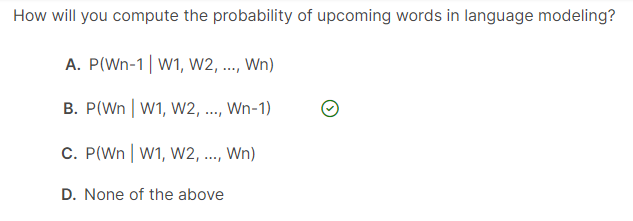 How will you compute the probability of upcoming words in language modeling?
A. P(Wn-1 | W1, W2, ..., Wn)
B. P(Wn | W1, W2, ..., Wn-1)
C. P(Wn | W1, W2, ..., Wn)
D. None of the above